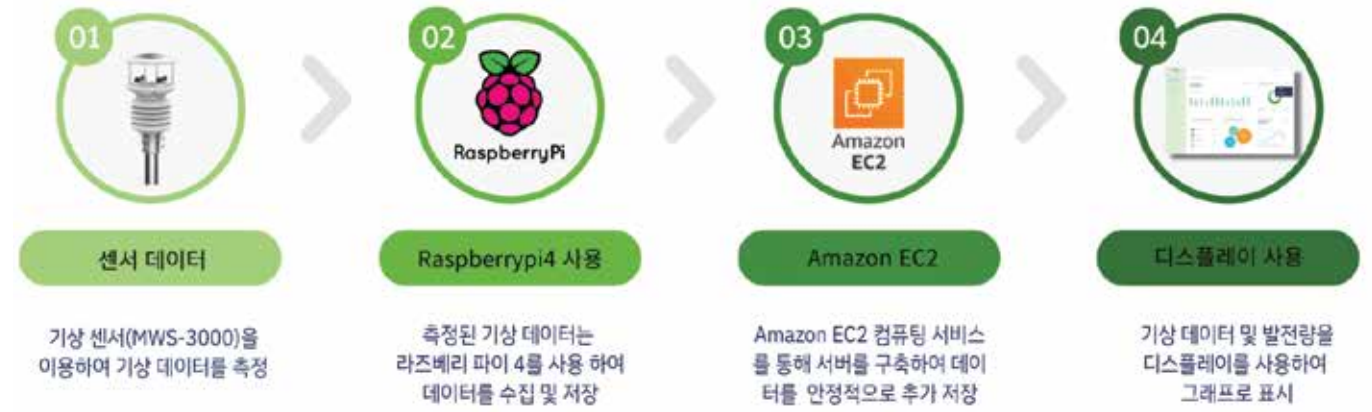 01
센서 데이터
기상 센서(MWS-3000)을
이용하여 기상 데이터를 측정
02
RaspberryPi
Raspberrypi4 사용
측정된 기상 데이터는
라즈베리 파이 4를 사용 하여
데이터를 수집 및 저장
03
Amazon
EC2
Amazon EC2
Amazon EC2 컴퓨팅 서비스
를 통해 서버를 구축하여 데이
터를 안정적으로 추가 저장
04
디스플레이 사용
기상 데이터 및 발전량을
디스플레이를 사용하여
그래프로 표시